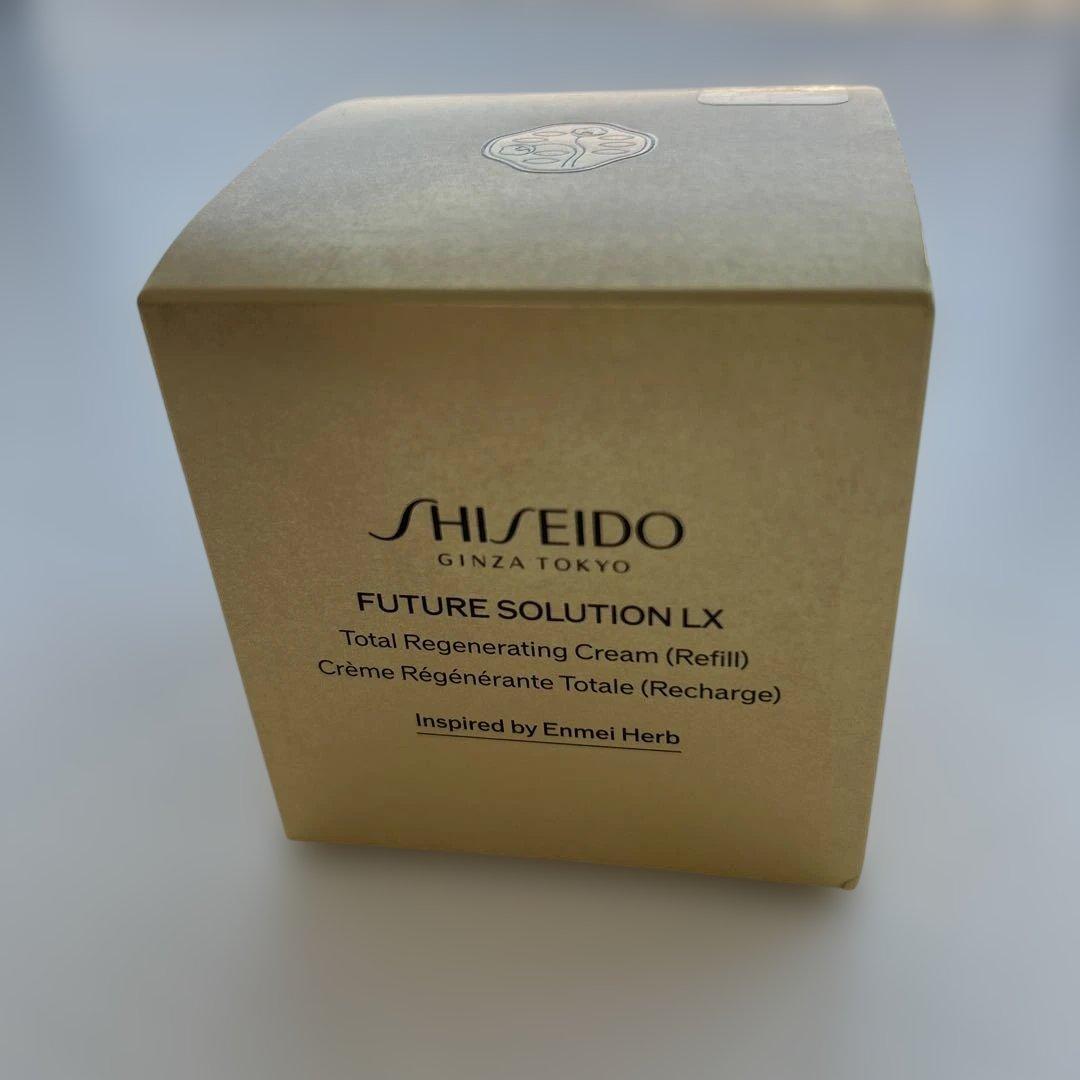 SHISEIDO
GINZA TOKYO
FUTURE SOLUTION LX
Total Regenerating Cream (Refill)
Crème Régénérante Totale (Recharge)
Inspired by Enmei Herb